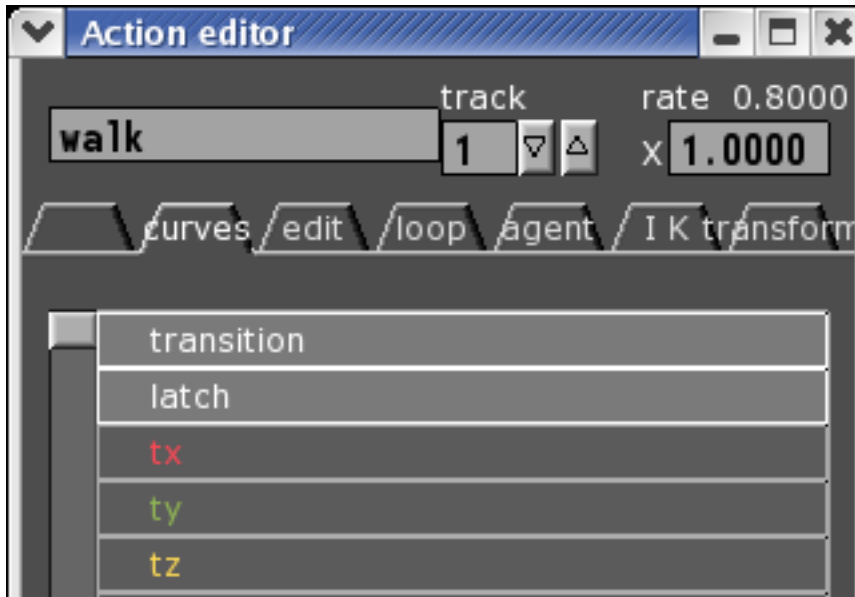 Action editor
track rate 0.8000
walk 1 x 1.0000
curves edit loop agent I K transform
transition
latch
tx
ty
tz